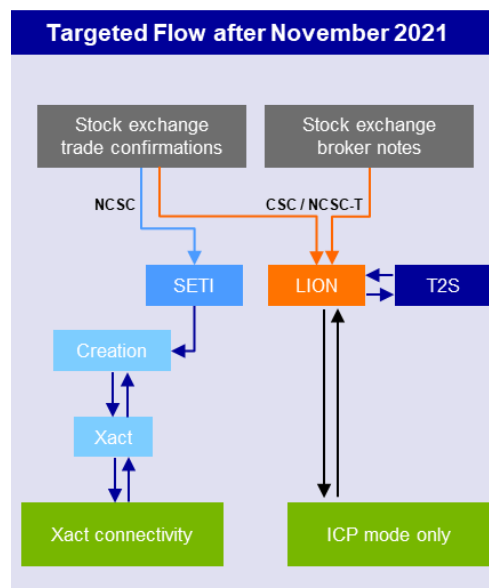 Targeted Flow after November 2021
Stock exchange
trade confirmations
Stock exchange
broker notes
NCSC
CSC / NCSC-T
SETI
LION
T2S
Creation
Xact
Xact connectivity
ICP mode only